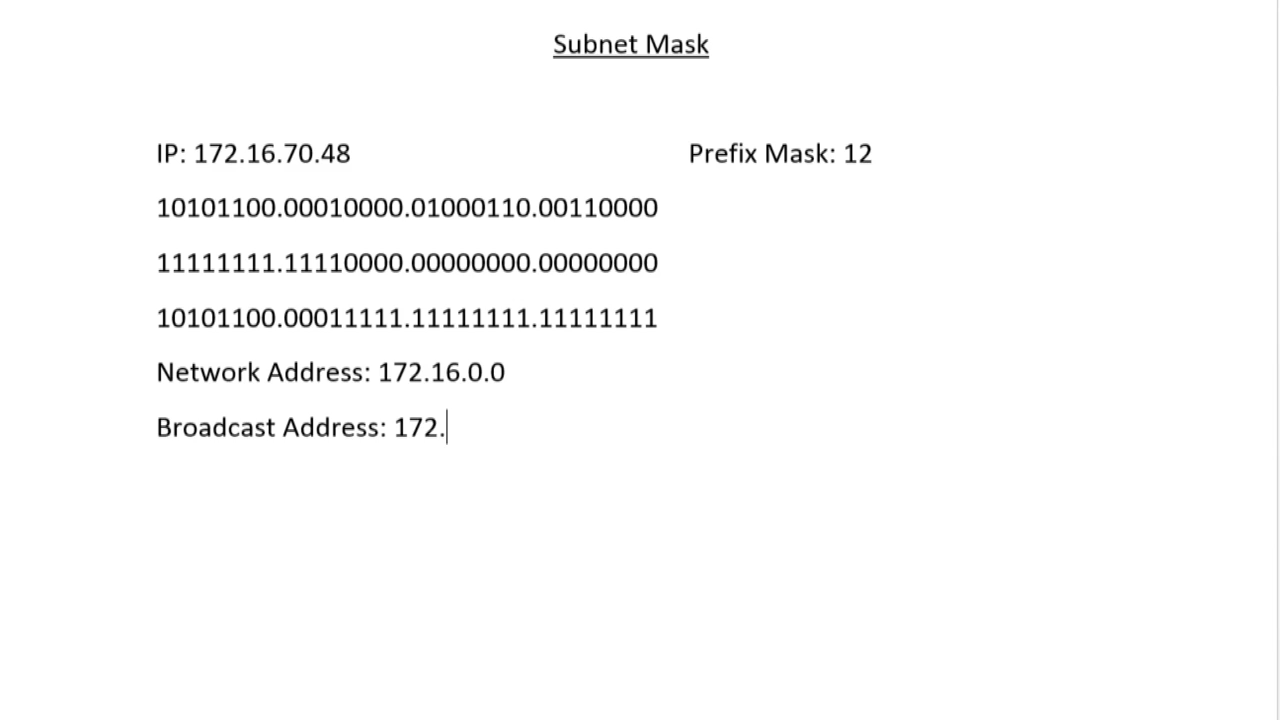 Subnet Mask
IP: 172.16.70.48 Prefix Mask: 12
10101100.00010000.01000110.00110000
11111111.11110000.00000000.00000000
10101100.00011111.11111111.11111111
Network Address: 172.16.0.0
Broadcast Address: 172.